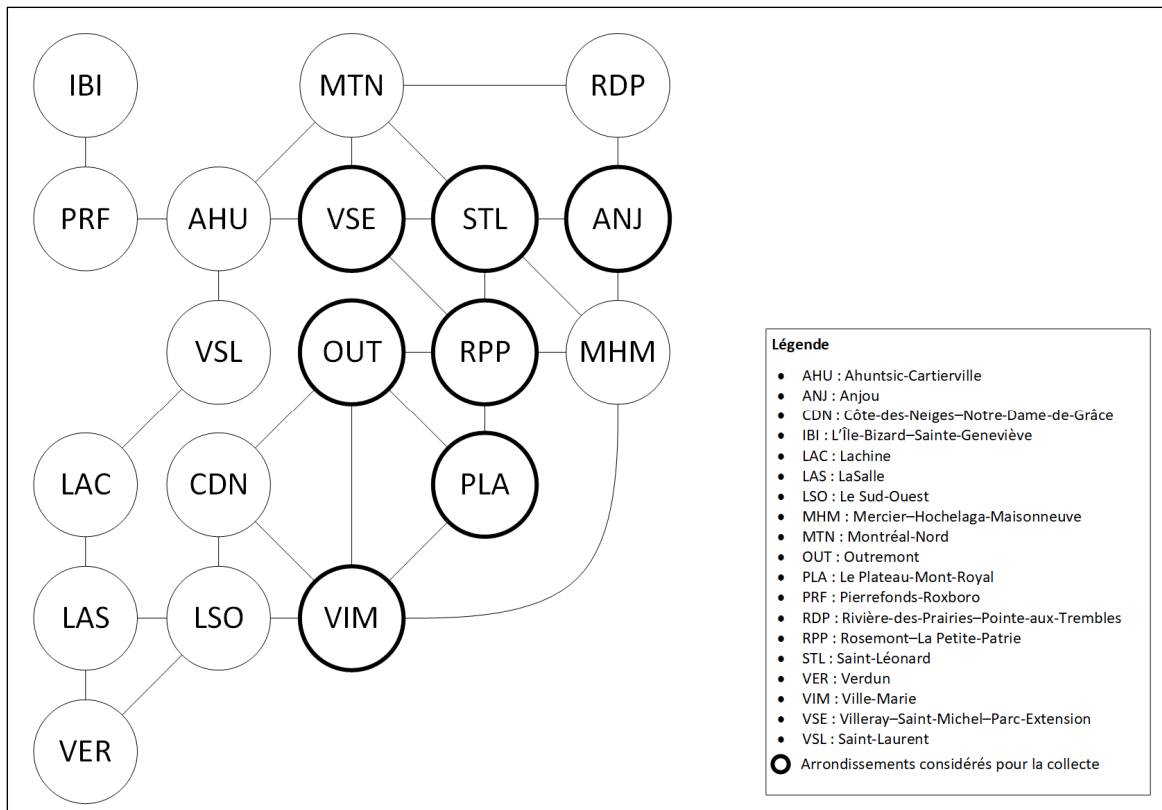 IBI MTN RDP
PRF AHU VSE STL ANJ
VSL OUT RPP MHM
LAC CDN PLA
LAS LSO VIM
VER
Légende
• AHU : Ahuntsic-Cartierville
• ANJ : Anjou
• CDN : Côte-des-Neiges–Notre-Dame-de-Grâce
• IBI : L'Île-Bizard–Sainte-Geneviève
• LAC : Lachine
• LAS : LaSalle
• LSO : Le Sud-Ouest
• MHM : Mercier–Hochelaga-Maisonneuve
• MTN : Montréal-Nord
• OUT : Outremont
• PLA : Le Plateau-Mont-Royal
• PRF : Pierrefonds-Roxboro
• RDP : Rivière-des-Prairies–Pointe-aux-Trembles
• RPP : Rosemont–La Petite-Patrie
• STL : Saint-Léonard
• VER : Verdun
• VIM : Ville-Marie
• VSE : Villeray–Saint-Michel–Parc-Extension
• VSL : Saint-Laurent
Arrondissements considérés pour la collecte